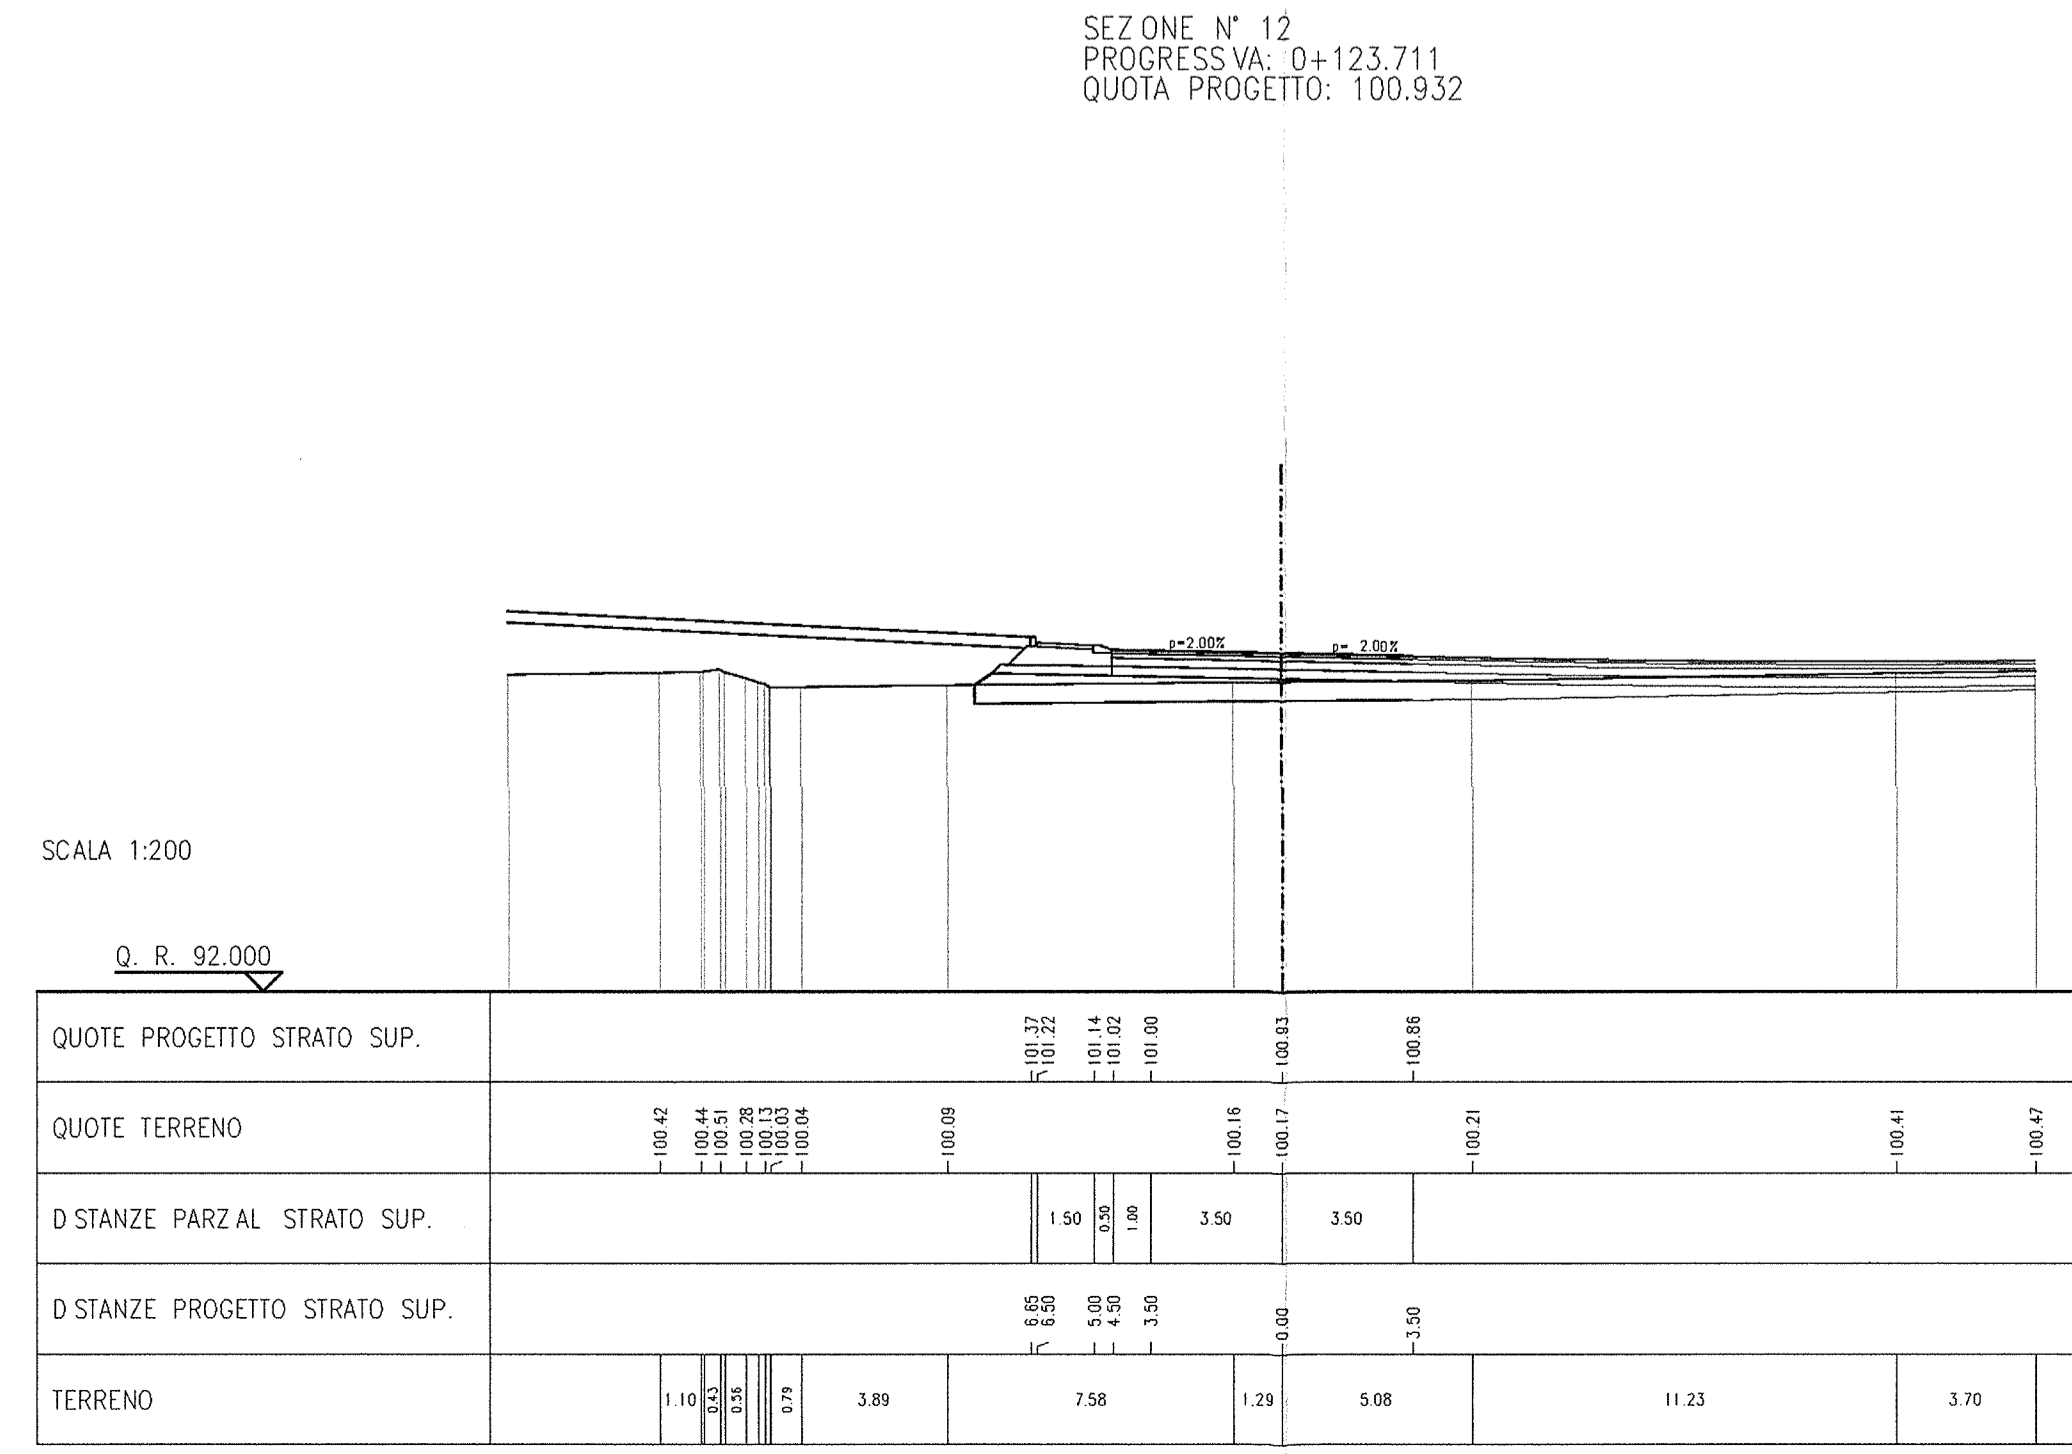 SEZ ONE N° 12
PROGRESS VA: 0+123.711
QUOTA PROGETTO: 100.932
p=2.00%
p= 2.00%
SCALA 1:200
Q. R. 92.000
QUOTE PROGETTO STRATO SUP.
101.37 101.22 101.14 101.02 101.00 100.93 100.86
QUOTE TERRENO
100.42 100.44 100.51 100.28 100.13 100.03 100.04 100.09 100.16 100.17 100.21 100.41 100.47
D STANZE PARZ AL STRATO SUP.
1.50 0.50 1.00 3.50 3.50
D STANZE PROGETTO STRATO SUP.
6.65 6.50 5.00 4.50 3.50 0.00 3.50
TERRENO
1.10 0.43 0.56 0.79 3.89 7.58 1.29 5.08 11.23 3.70